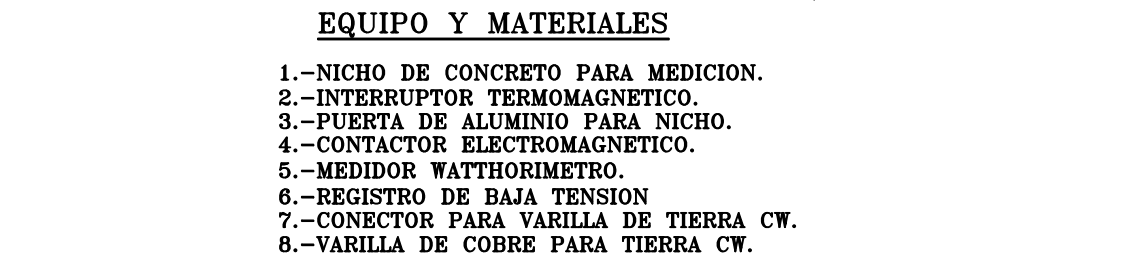 EQUIPO Y MATERIALES
1.-NICHO DE CONCRETO PARA MEDICION.
2.-INTERRUPTOR TERMOMAGNETICO.
3.-PUERTA DE ALUMINIO PARA NICHO.
4.-CONTACTOR ELECTROMAGNETICO.
5.-MEDIDOR WATTHORIMETRO.
6.-REGISTRO DE BAJA TENSION
7.-CONECTOR PARA VARILLA DE TIERRA CW.
8.-VARILLA DE COBRE PARA TIERRA CW.